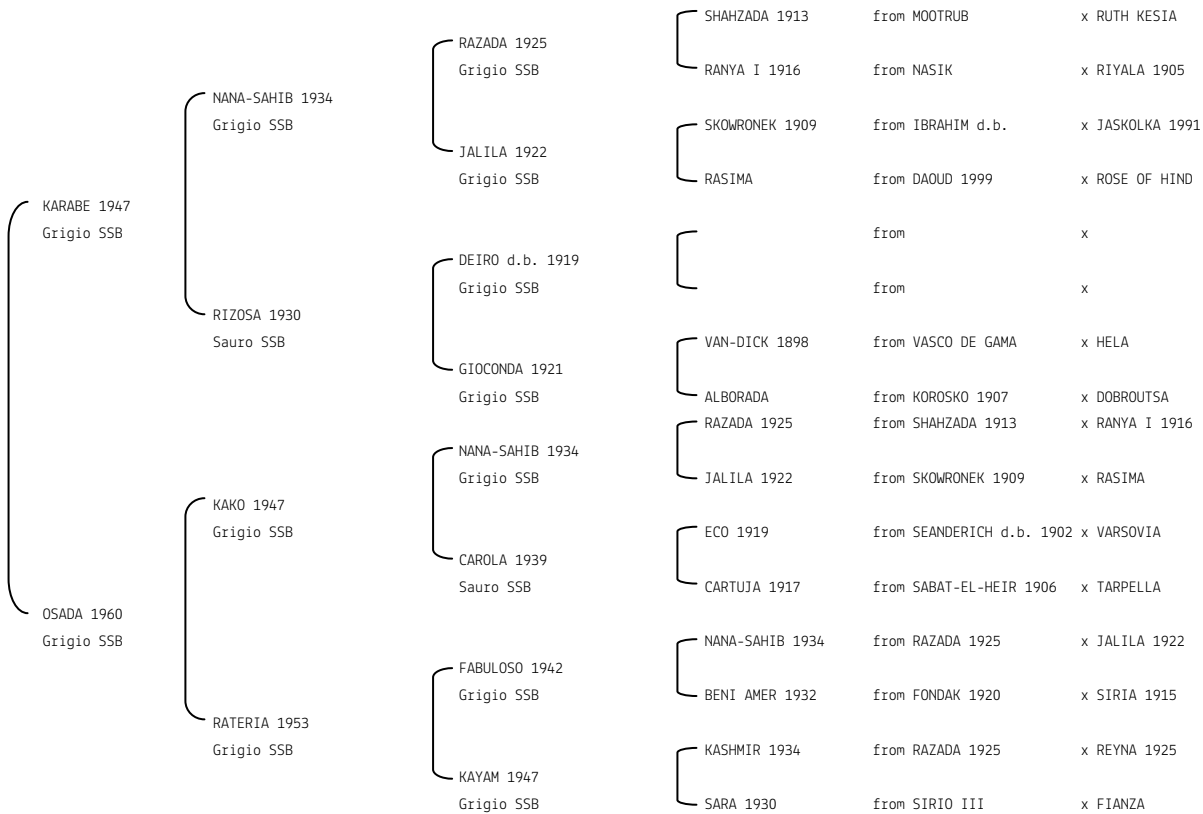 SHAHZADA 1913 from MOOTRUB x RUTH KESIA
RAZADA 1925
Grigio SSB
RANYA I 1916 from NASIK x RIYALA 1905
NANA-SAHIB 1934
Grigio SSB
SKOWRONEK 1909 from IBRAHIM d.b. x JASKOLKA 1991
JALILA 1922
Grigio SSB
RASIMA from DAOUD 1999 x ROSE OF HIND
KARABE 1947
Grigio SSB
from x
DEIRO d.b. 1919
Grigio SSB
from x
RIZOSA 1930
Sauro SSB
VAN-DICK 1898 from VASCO DE GAMA x HELA
GIOCONDA 1921
Grigio SSB
ALBORADA from KOROSKO 1907 x DOBROUTSA
RAZADA 1925 from SHAHZADA 1913 x RANYA I 1916
NANA-SAHIB 1934
Grigio SSB
JALILA 1922 from SKOWRONEK 1909 x RASIMA
KAKO 1947
Grigio SSB
ECO 1919 from SEANDERICH d.b. 1902 x VARSOVIA
CAROLA 1939
Sauro SSB
CARTUJA 1917 from SABAT-EL-HEIR 1906 x TARPELLA
OSADA 1960
Grigio SSB
NANA-SAHIB 1934 from RAZADA 1925 x JALILA 1922
FABULOSO 1942
Grigio SSB
BENI AMER 1932 from FONDAK 1920 x SIRIA 1915
RATERIA 1953
Grigio SSB
KASHMIR 1934 from RAZADA 1925 x REYNA 1925
KAYAM 1947
Grigio SSB
SARA 1930 from SIRIO III x FIANZA